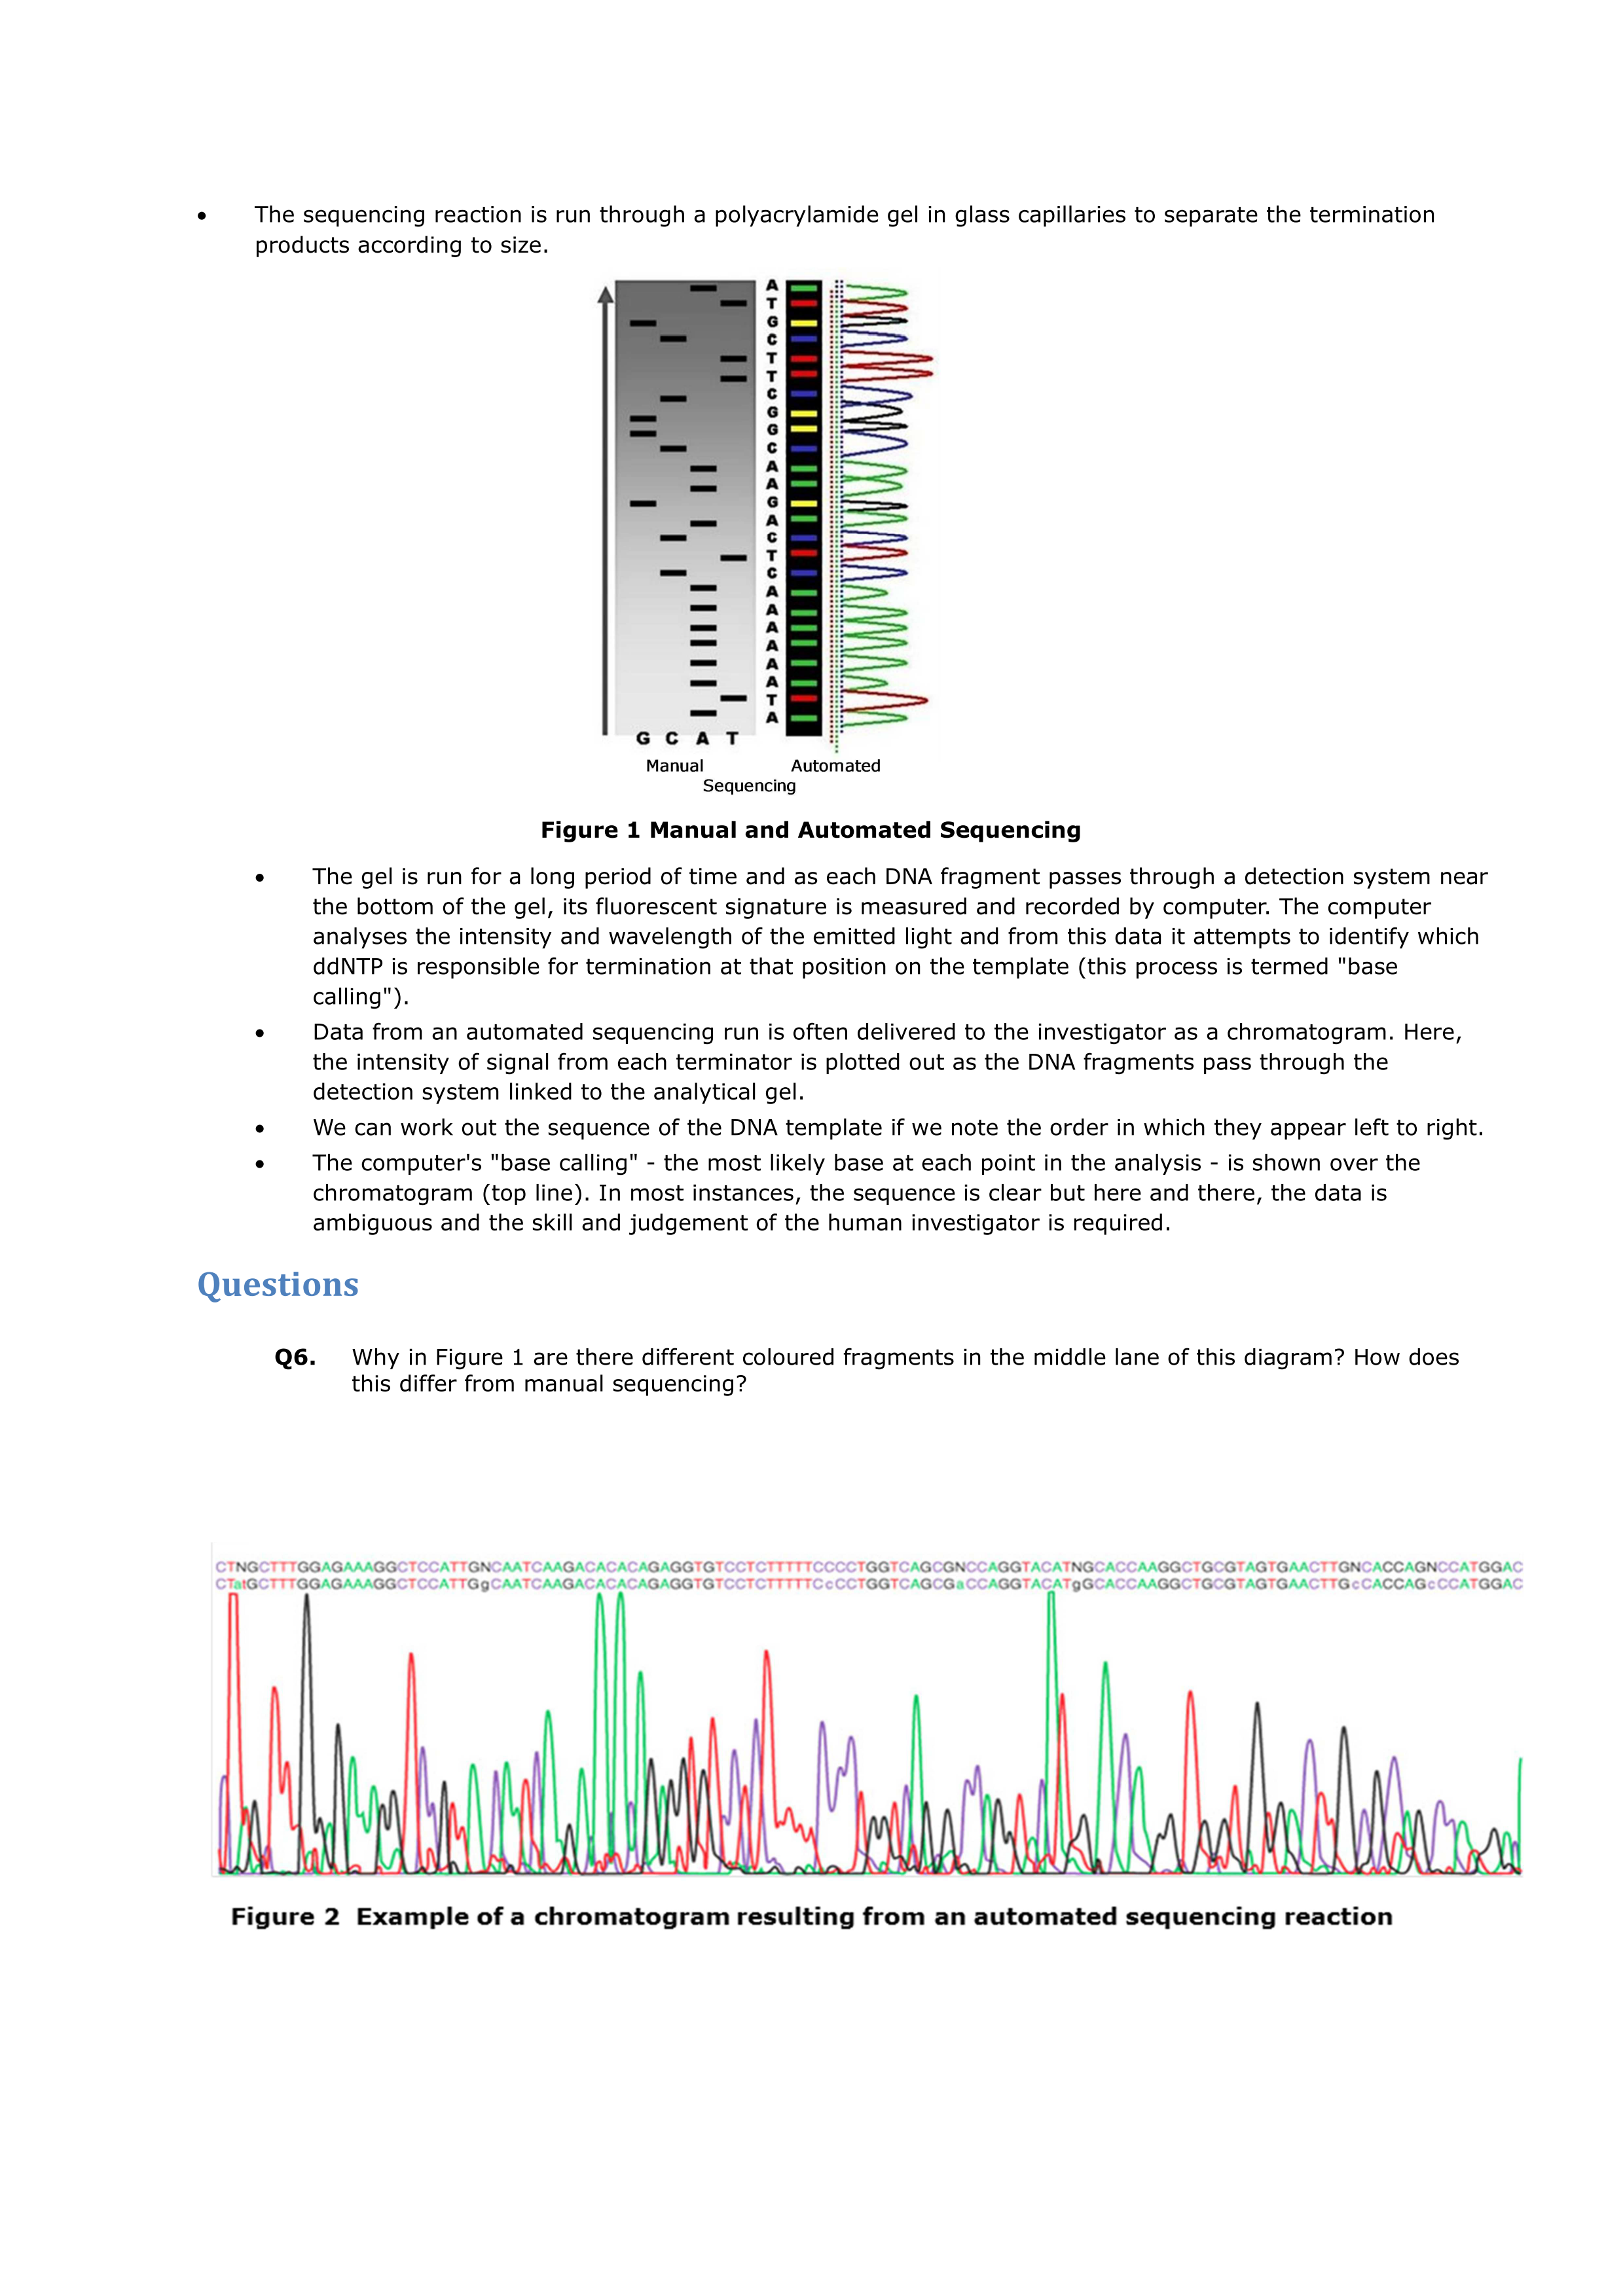 • The sequencing reaction is run through a polyacrylamide gel in glass capillaries to separate the termination
products according to size.
A
T
G
C
T
T
C
G
G
C
A
A
G
A
C
T
C
A
A
A
A
A
A
T
A
G C A T
Manual Automated
Sequencing
Figure 1 Manual and Automated Sequencing
• The gel is run for a long period of time and as each DNA fragment passes through a detection system near
the bottom of the gel, its fluorescent signature is measured and recorded by computer. The computer
analyses the intensity and wavelength of the emitted light and from this data it attempts to identify which
ddNTP is responsible for termination at that position on the template (this process is termed "base
calling").
• Data from an automated sequencing run is often delivered to the investigator as a chromatogram. Here,
the intensity of signal from each terminator is plotted out as the DNA fragments pass through the
detection system linked to the analytical gel.
• We can work out the sequence of the DNA template if we note the order in which they appear left to right.
• The computer's "base calling" - the most likely base at each point in the analysis - is shown over the
chromatogram (top line). In most instances, the sequence is clear but here and there, the data is
ambiguous and the skill and judgement of the human investigator is required.
Questions
Q6. Why in Figure 1 are there different coloured fragments in the middle lane of this diagram? How does
this differ from manual sequencing?
CTNGCTTTGGAGAAAGGCTCCATTGNCAATCAAGACACACAGAGGTGTCCTCTTTTTCCCCTGGTCAGCGNCCAGGTACATNGCACCAAGGCTGCGTAGTGAACTTGNCACCAGNCCATGGAC
CTatGCTTTGGAGAAAGGCTCCATTGgCAATCAAGACACACAGAGGTGTCCTCTTTTTCcCCTGGTCAGCGaCCAGGTACATgGCACCAAGGCTGCGTAGTGAACTTGcCACCAGcCCATGGAC
Figure 2 Example of a chromatogram resulting from an automated sequencing reaction